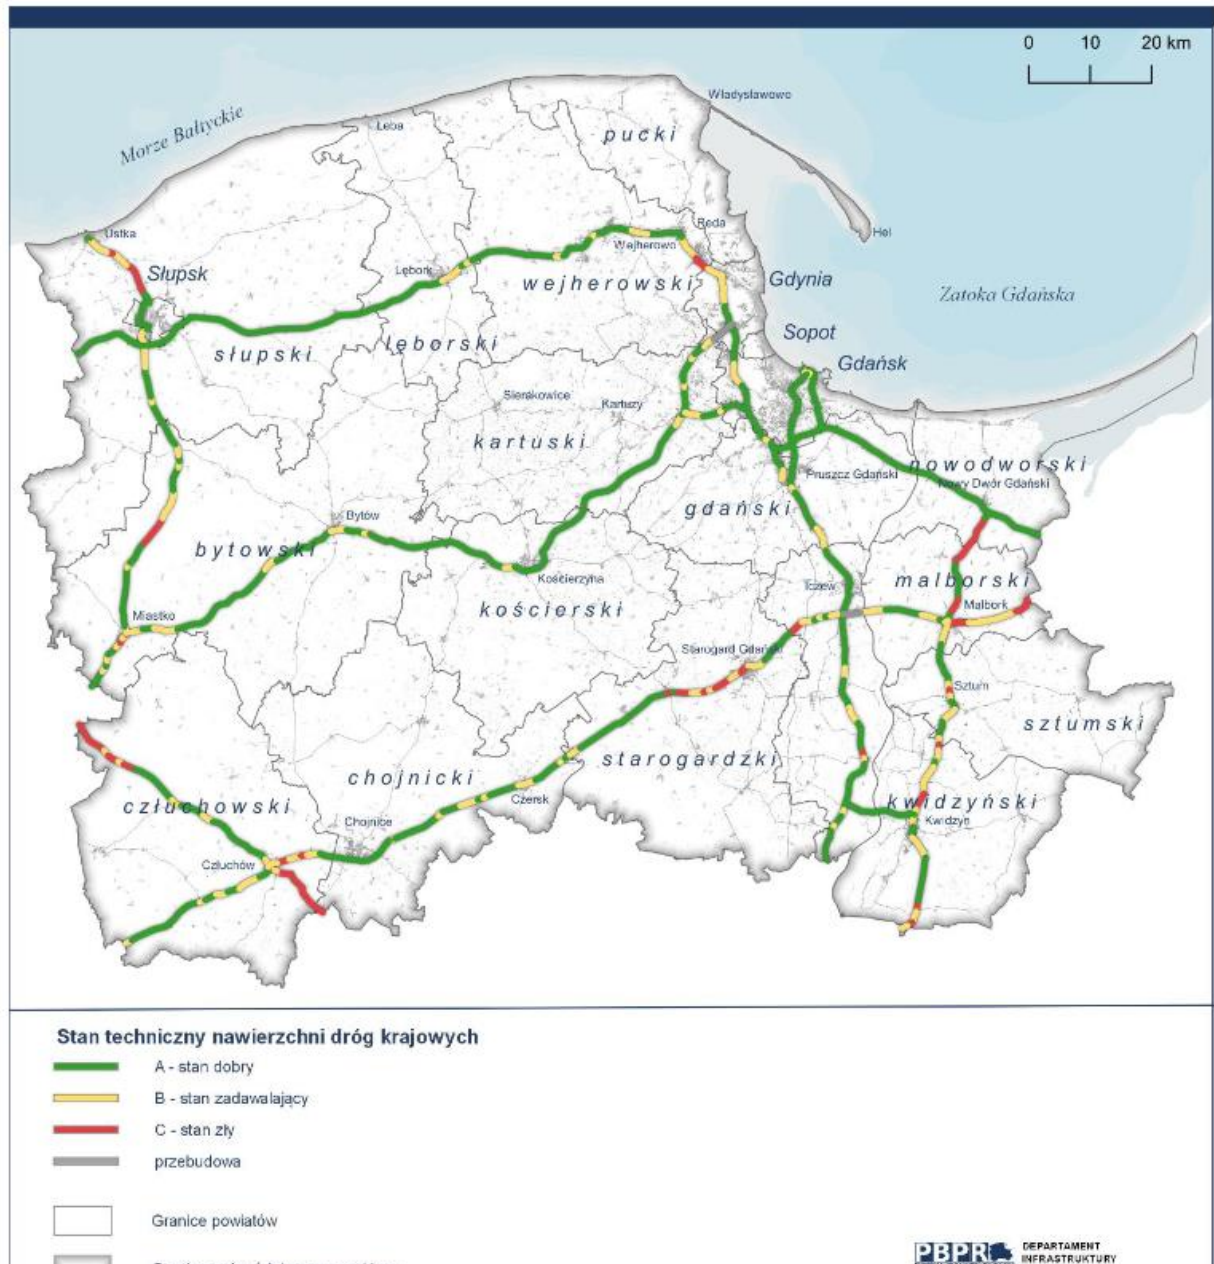 0 10 20 km
Morze Bałtyckie
Władysławowo
Łeba
pucki
Hel
Ustka
Reda
Wejherowo
Słupsk
Lębork
wejherowski
Gdynia
Zatoka Gdańska
Sopot
słupski
lęborski
Gdańsk
Sierakowice
Kartuzy
kartuski
nowodworski
Pruszcz Gdański
Nowy Dwór Gdański
gdański
Bytów
bytowski
Kościerzyna
Tczew
malborski
Malbork
kościerski
Miastko
Starogard Gdański
Sztum
sztumski
starogardzki
chojnicki
Czersk
człuchowski
kwidzyński
Kwidzyn
Chojnice
Człuchów
Stan techniczny nawierzchni dróg krajowych
A - stan dobry
B - stan zadawalający
C - stan zły
przebudowa
Granice powiatów
PBPR DEPARTAMENT
INFRASTRUKTURY